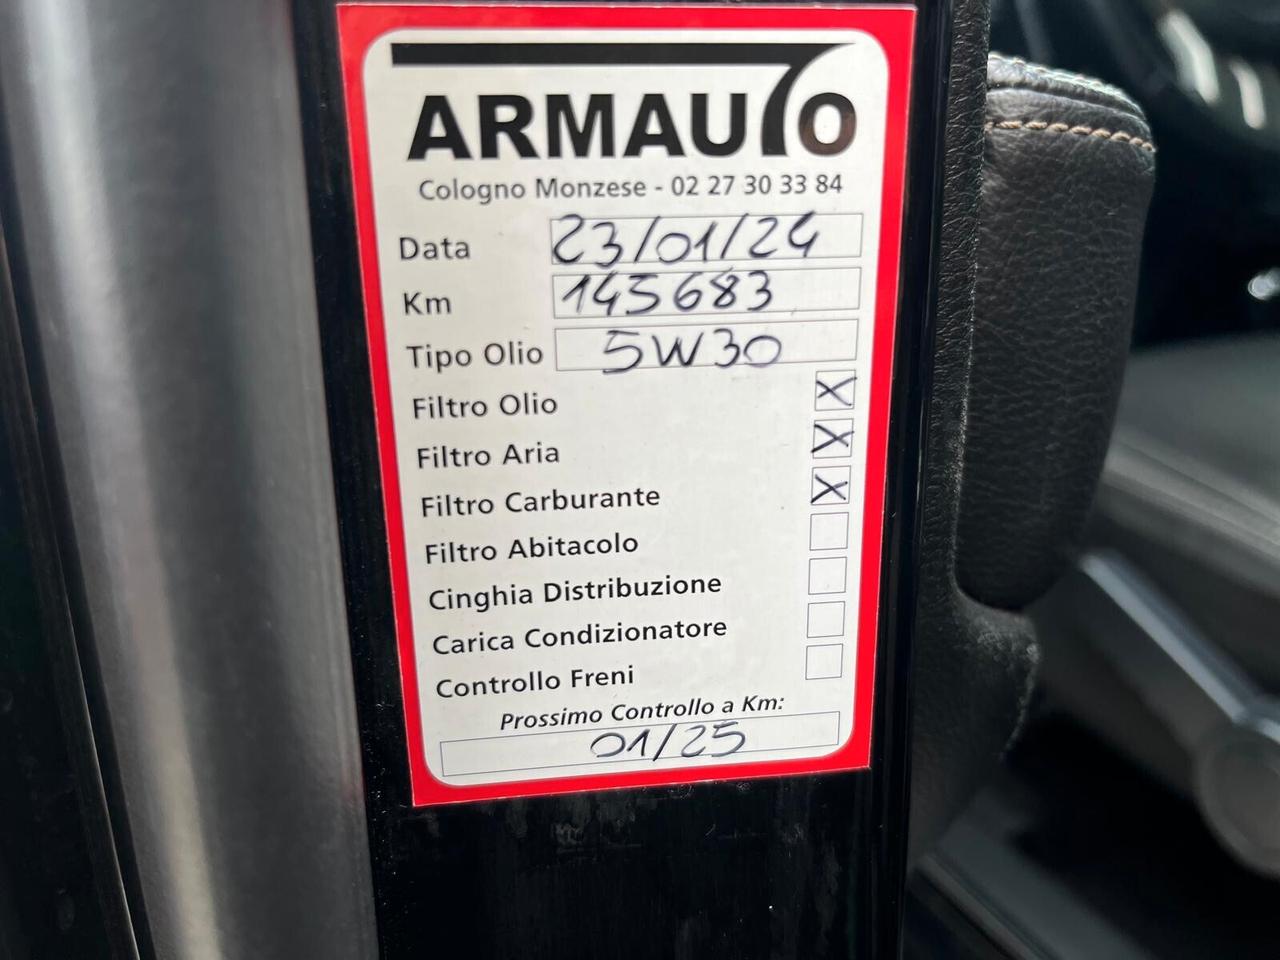 ARMAUTO
Cologno Monzese - 02 27 30 33 84
Data 23/01/24
Km 145683
Tipo Olio 5W30
Filtro Olio X
Filtro Aria X
Filtro Carburante X
Filtro Abitacolo
Cinghia Distribuzione
Carica Condizionatore
Controllo Freni
Prossimo Controllo a Km:
01/25